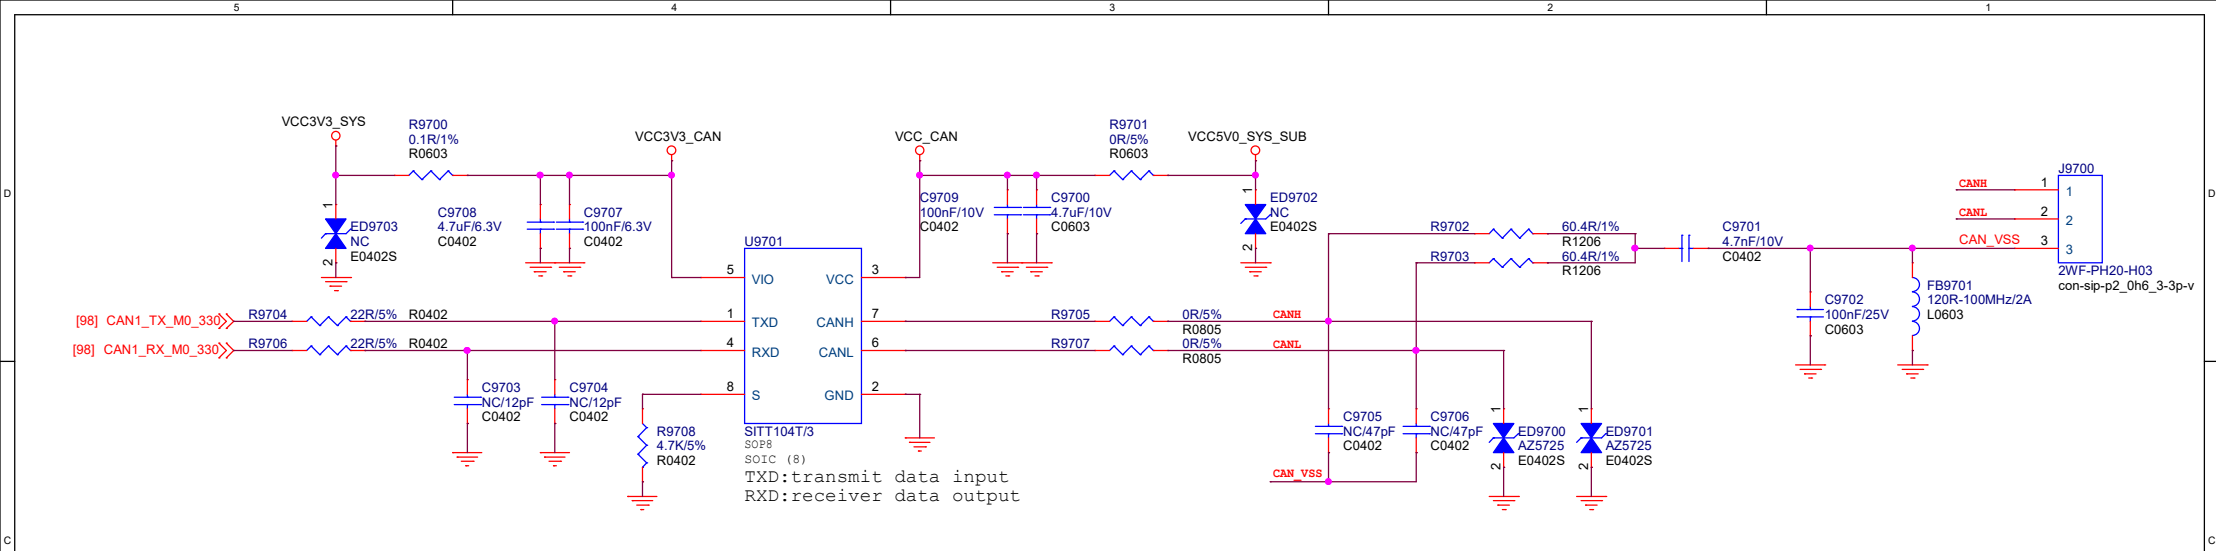 5 4 3 2 1
D D
C C
VCC3V3_SYS
R9700
0.1R/1%
R0603
VCC3V3_CAN
1
ED9703
NC
E0402S
2
C9708
4.7uF/6.3V
C0402
C9707
100nF/6.3V
C0402
VCC_CAN
R9701
0R/5%
R0603
VCC5V0_SYS_SUB
C9709
100nF/10V
C0402
C9700
4.7uF/10V
C0603
1
ED9702
NC
E0402S
2
U9701
5 VIO VCC 3
1 TXD CANH 7
4 RXD CANL 6
8 S GND 2
SITT104T/3
SOP8
SOIC (8)
TXD:transmit data input
RXD:receiver data output
[98] CAN1_TX_M0_330 R9704 22R/5% R0402
[98] CAN1_RX_M0_330 R9706 22R/5% R0402
C9703
NC/12pF
C0402
C9704
NC/12pF
C0402
R9708
4.7K/5%
R0402
R9705 0R/5%
R0805
CANH
R9707 0R/5%
R0805
CANL
R9702 60.4R/1%
R1206
R9703 60.4R/1%
R1206
C9701
4.7nF/10V
C0402
C9705
NC/47pF
C0402
C9706
NC/47pF
C0402
CAN_VSS
1
ED9700
AZ5725
E0402S
2
1
ED9701
AZ5725
E0402S
2
C9702
100nF/25V
C0603
FB9701
120R-100MHz/2A
L0603
J9700
CANH 1 1
CANL 2 2
CAN_VSS 3 3
2WF-PH20-H03
con-sip-p2_0h6_3-3p-v